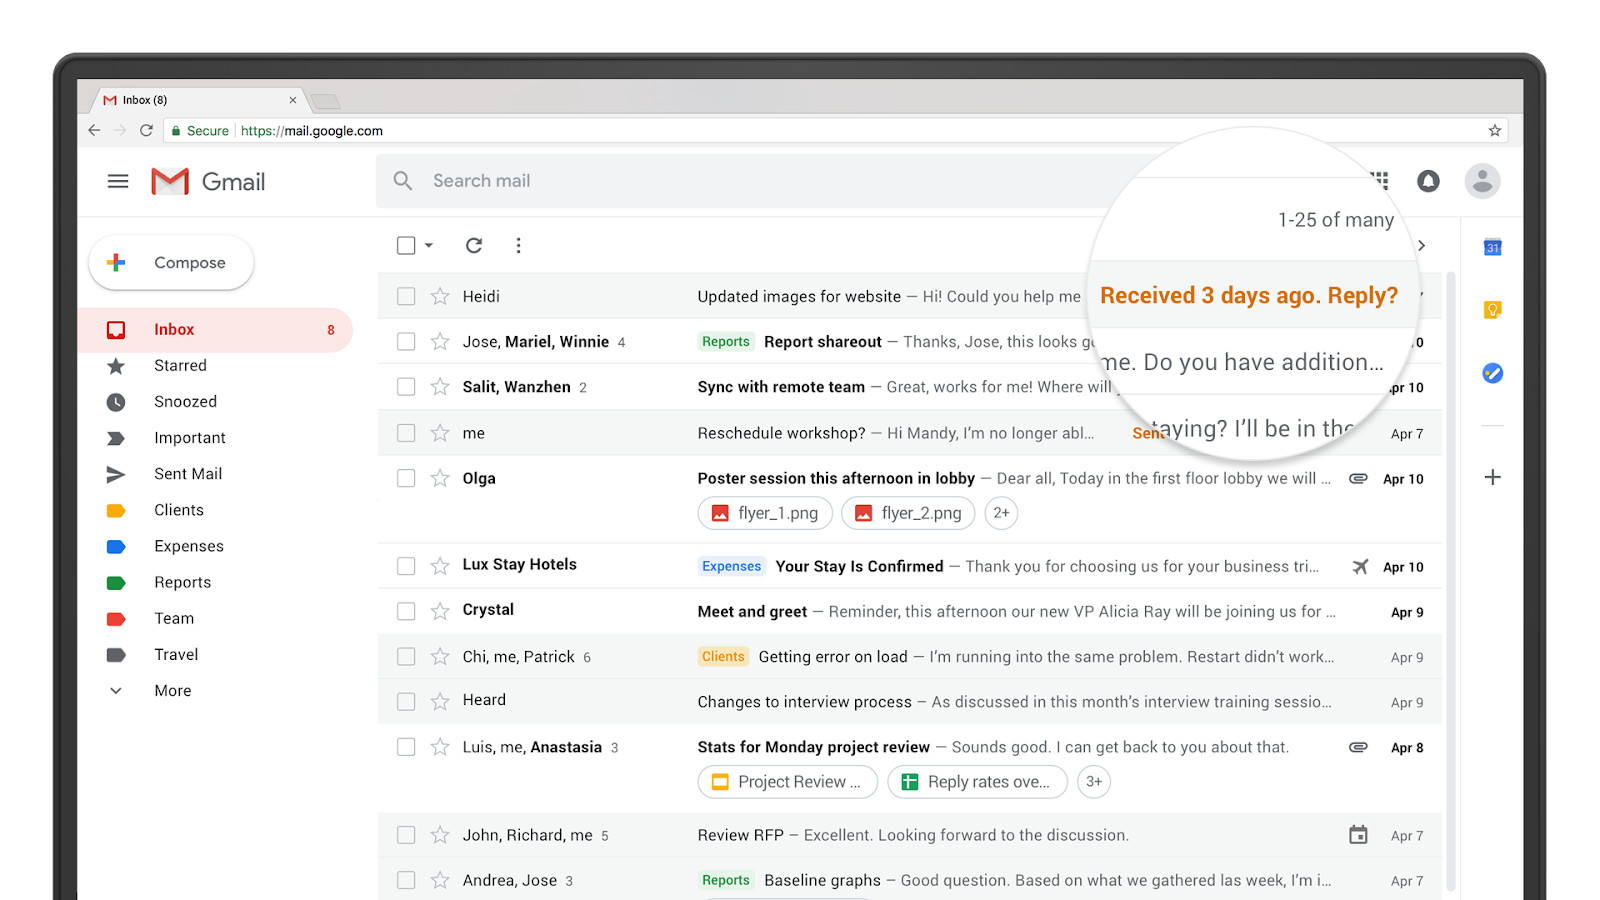 Inbox (8)
Secure https://mail.google.com
Gmail
Search mail
1-25 of many
Compose
Inbox 8
Starred
Snoozed
Important
Sent Mail
Clients
Expenses
Reports
Team
Travel
More
Heidi Updated images for website – Hi! Could you help me Received 3 days ago. Reply?
Jose, Mariel, Winnie 4 Reports Report shareout – Thanks, Jose, this looks me. Do you have addition...
Salit, Wanzhen 2 Sync with remote team – Great, works for me! Where will staying? I'll be in the Apr 10
me Reschedule workshop? – Hi Mandy, I'm no longer abl... Sent Apr 7
Olga Poster session this afternoon in lobby – Dear all, Today in the first floor lobby we will ... Apr 10
flyer_1.png flyer_2.png 2+
Lux Stay Hotels Expenses Your Stay Is Confirmed – Thank you for choosing us for your business tri... Apr 10
Crystal Meet and greet – Reminder, this afternoon our new VP Alicia Ray will be joining us for ... Apr 9
Chi, me, Patrick 6 Clients Getting error on load – I'm running into the same problem. Restart didn't work... Apr 9
Heard Changes to interview process – As discussed in this month's interview training sessio... Apr 9
Luis, me, Anastasia 3 Stats for Monday project review – Sounds good. I can get back to you about that. Apr 8
Project Review ... Reply rates ove... 3+
John, Richard, me 5 Review RFP – Excellent. Looking forward to the discussion. Apr 7
Andrea, Jose 3 Reports Baseline graphs – Good question. Based on what we gathered las week, I'm i... Apr 7
31